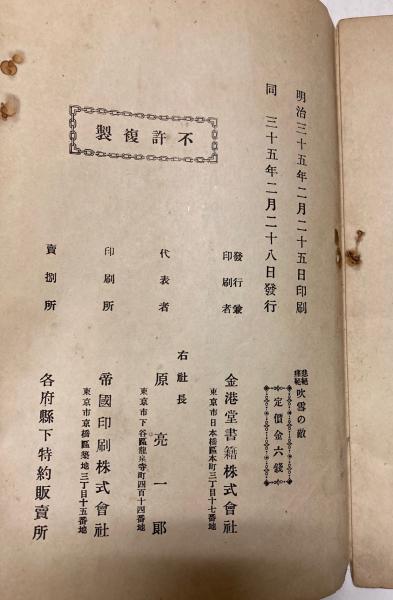 明治三十五年二月二十五日印刷
同 三十五年二月二十八日發行
不許複製
吹雪の敵
定價金六錢
發行兼
印刷者
金港堂書籍株式會社
東京市日本橋區本町三丁目十七番地
代表者
右社長
原亮一郎
東京市下谷區龍泉寺町四百十四番地
印刷所
帝國印刷株式會社
東京市京橋區築地三丁目十五番地
賣捌所
各府縣下特約販賣所